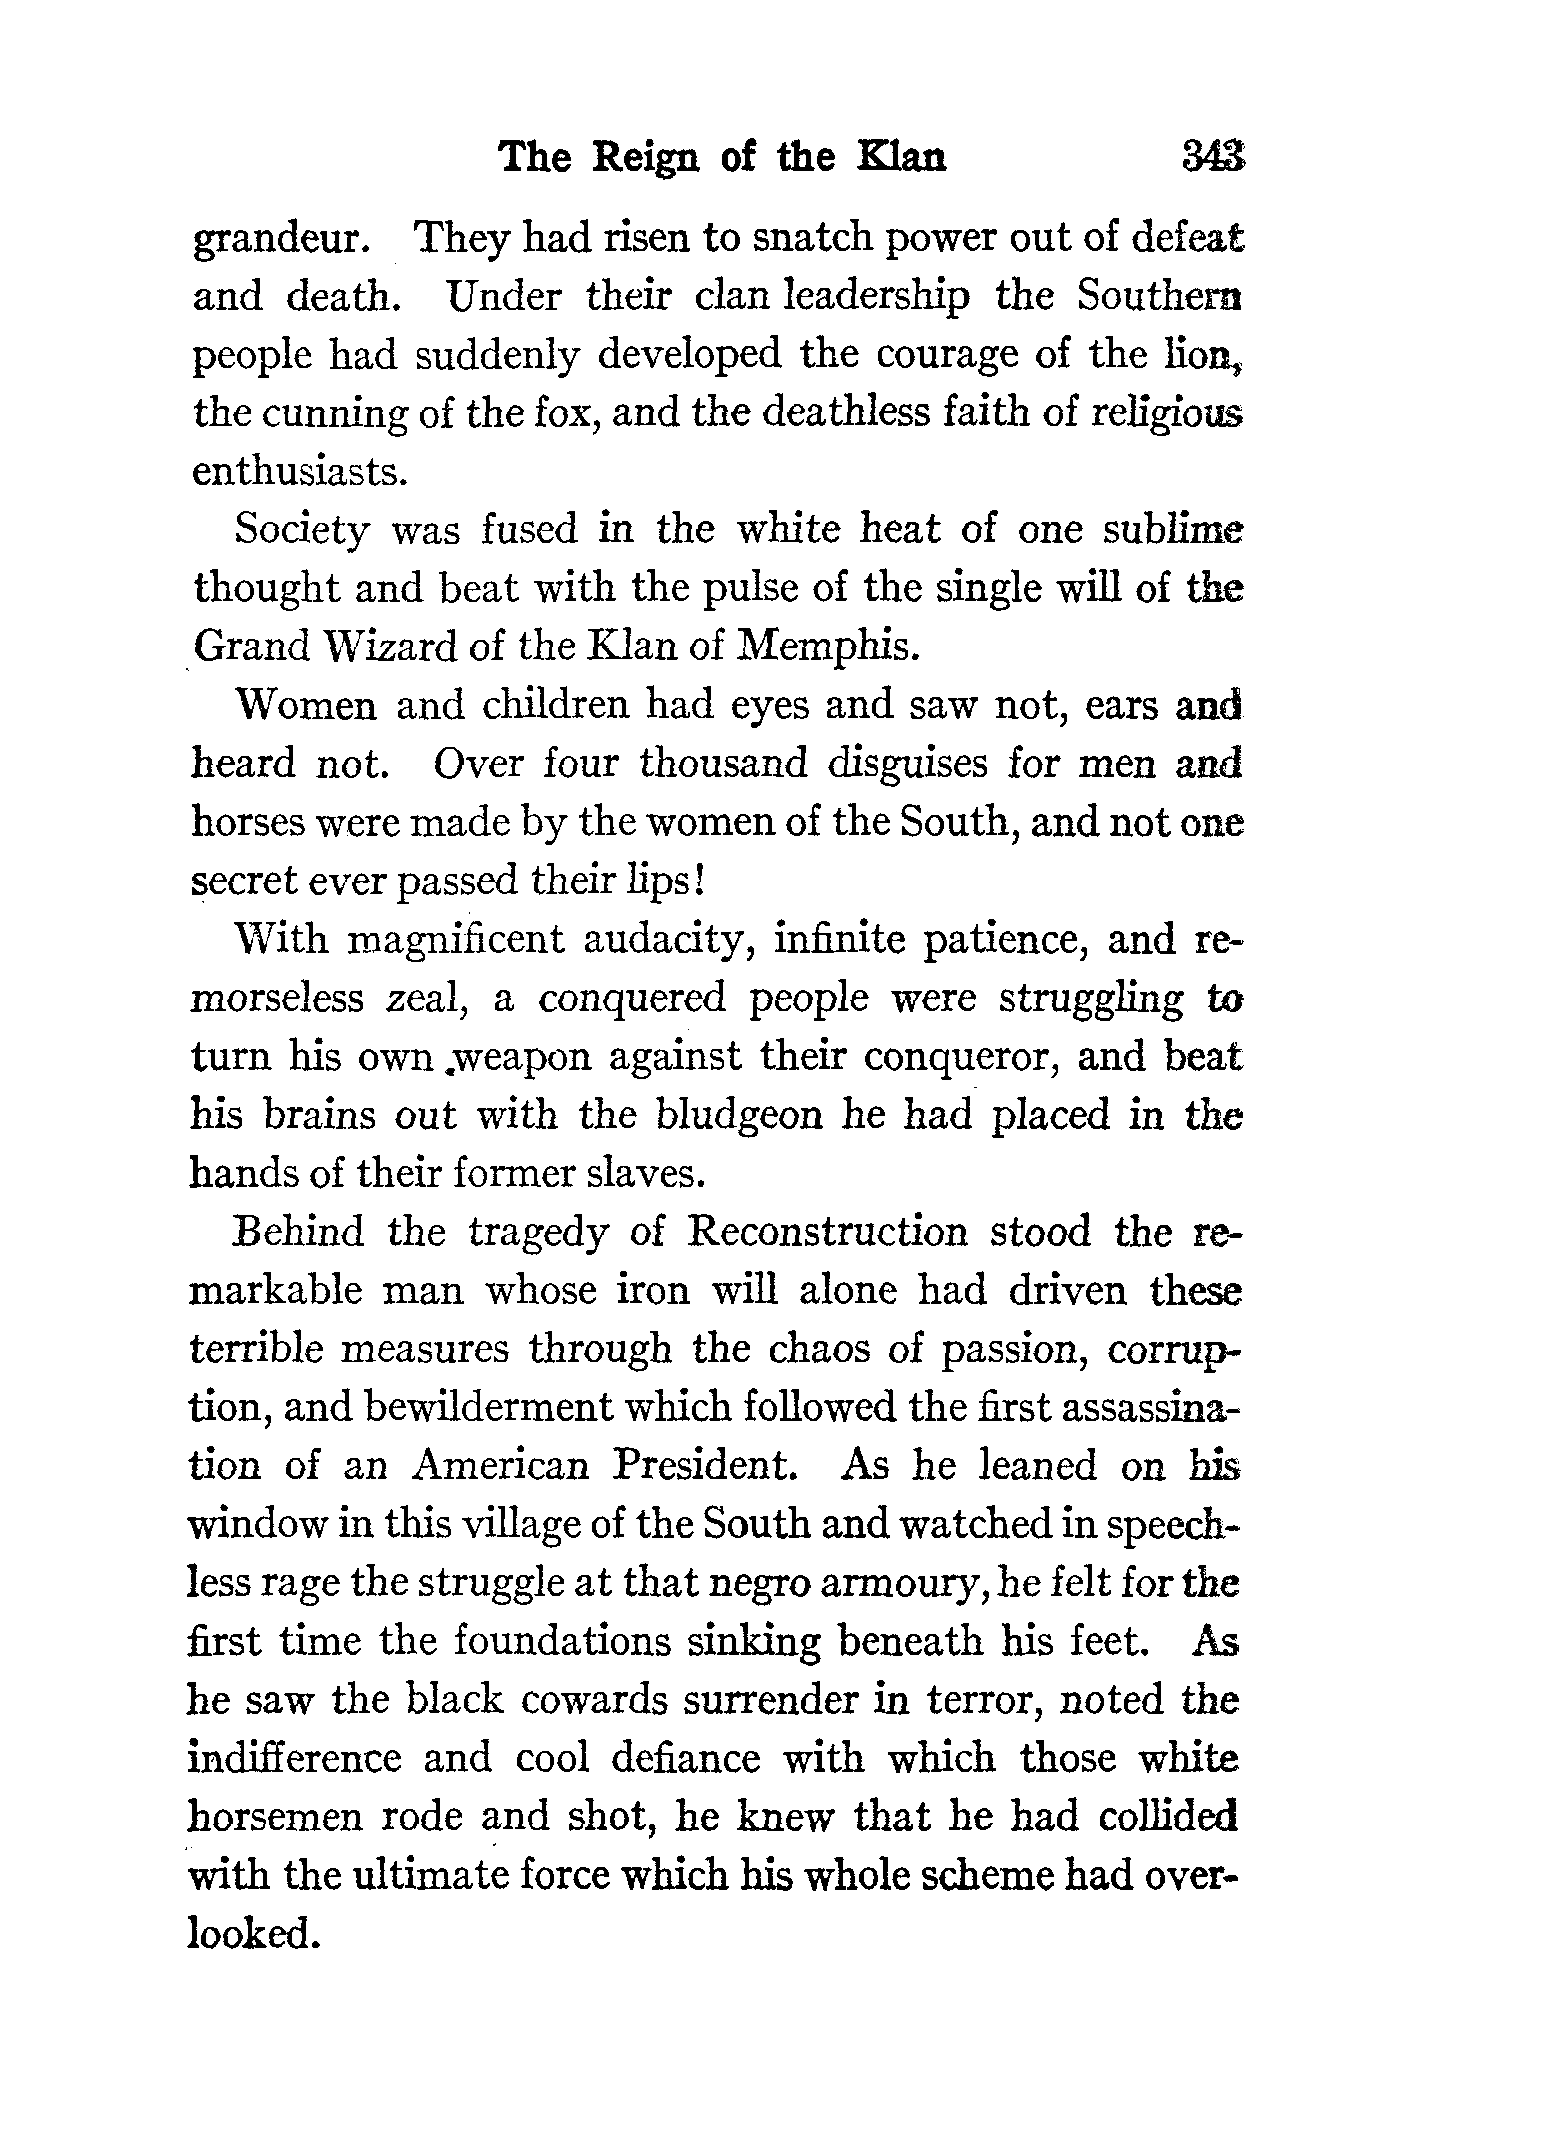 The Reign of the Klan 343
grandeur. They had risen to snatch power out of defeat
and death. Under their clan leadership the Southern
people had suddenly developed the courage of the lion,
the cunning of the fox, and the deathless faith of religious
enthusiasts.
Society was fused in the white heat of one sublime
thought and beat with the pulse of the single will of the
Grand Wizard of the Klan of Memphis.
Women and children had eyes and saw not, ears and
heard not. Over four thousand disguises for men and
horses were made by the women of the South, and not one
secret ever passed their lips!
With magnificent audacity, infinite patience, and re-
morseless zeal, a conquered people were struggling to
turn his own weapon against their conqueror, and beat
his brains out with the bludgeon he had placed in the
hands of their former slaves.
Behind the tragedy of Reconstruction stood the re-
markable man whose iron will alone had driven these
terrible measures through the chaos of passion, corrup-
tion, and bewilderment which followed the first assassina-
tion of an American President. As he leaned on his
window in this village of the South and watched in speech-
less rage the struggle at that negro armoury, he felt for the
first time the foundations sinking beneath his feet. As
he saw the black cowards surrender in terror, noted the
indifference and cool defiance with which those white
horsemen rode and shot, he knew that he had collided
with the ultimate force which his whole scheme had over-
looked.